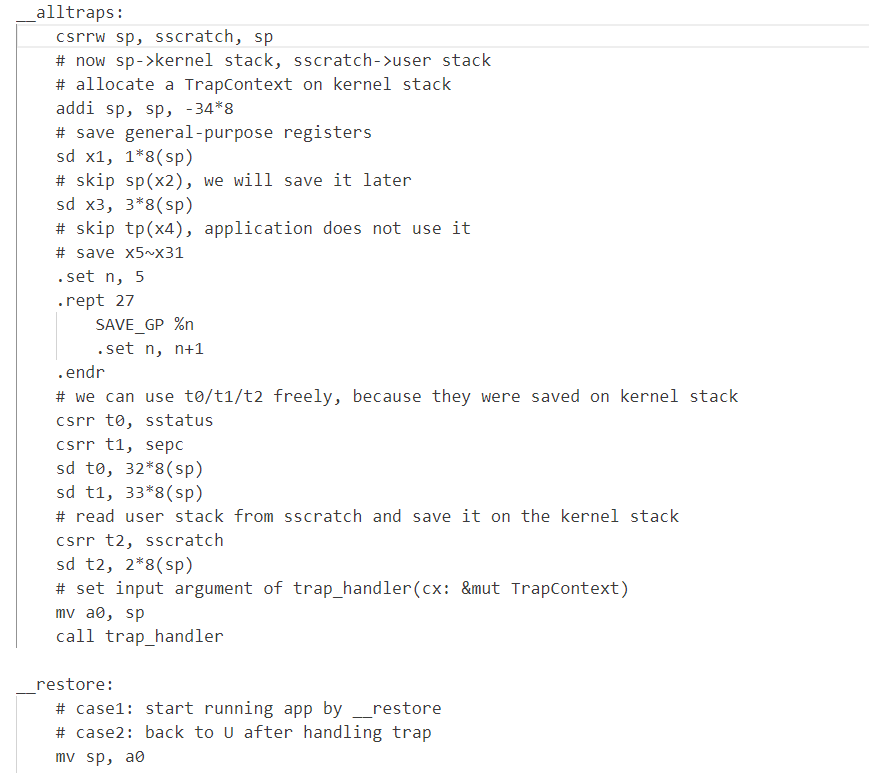 __alltraps:
csrrw sp, sscratch, sp
# now sp->kernel stack, sscratch->user stack
# allocate a TrapContext on kernel stack
addi sp, sp, -34*8
# save general-purpose registers
sd x1, 1*8(sp)
# skip sp(x2), we will save it later
sd x3, 3*8(sp)
# skip tp(x4), application does not use it
# save x5~x31
.set n, 5
.rept 27
SAVE_GP %n
.set n, n+1
.endr
# we can use t0/t1/t2 freely, because they were saved on kernel stack
csrr t0, sstatus
csrr t1, sepc
sd t0, 32*8(sp)
sd t1, 33*8(sp)
# read user stack from sscratch and save it on the kernel stack
csrr t2, sscratch
sd t2, 2*8(sp)
# set input argument of trap_handler(cx: &mut TrapContext)
mv a0, sp
call trap_handler
__restore:
# case1: start running app by __restore
# case2: back to U after handling trap
mv sp, a0